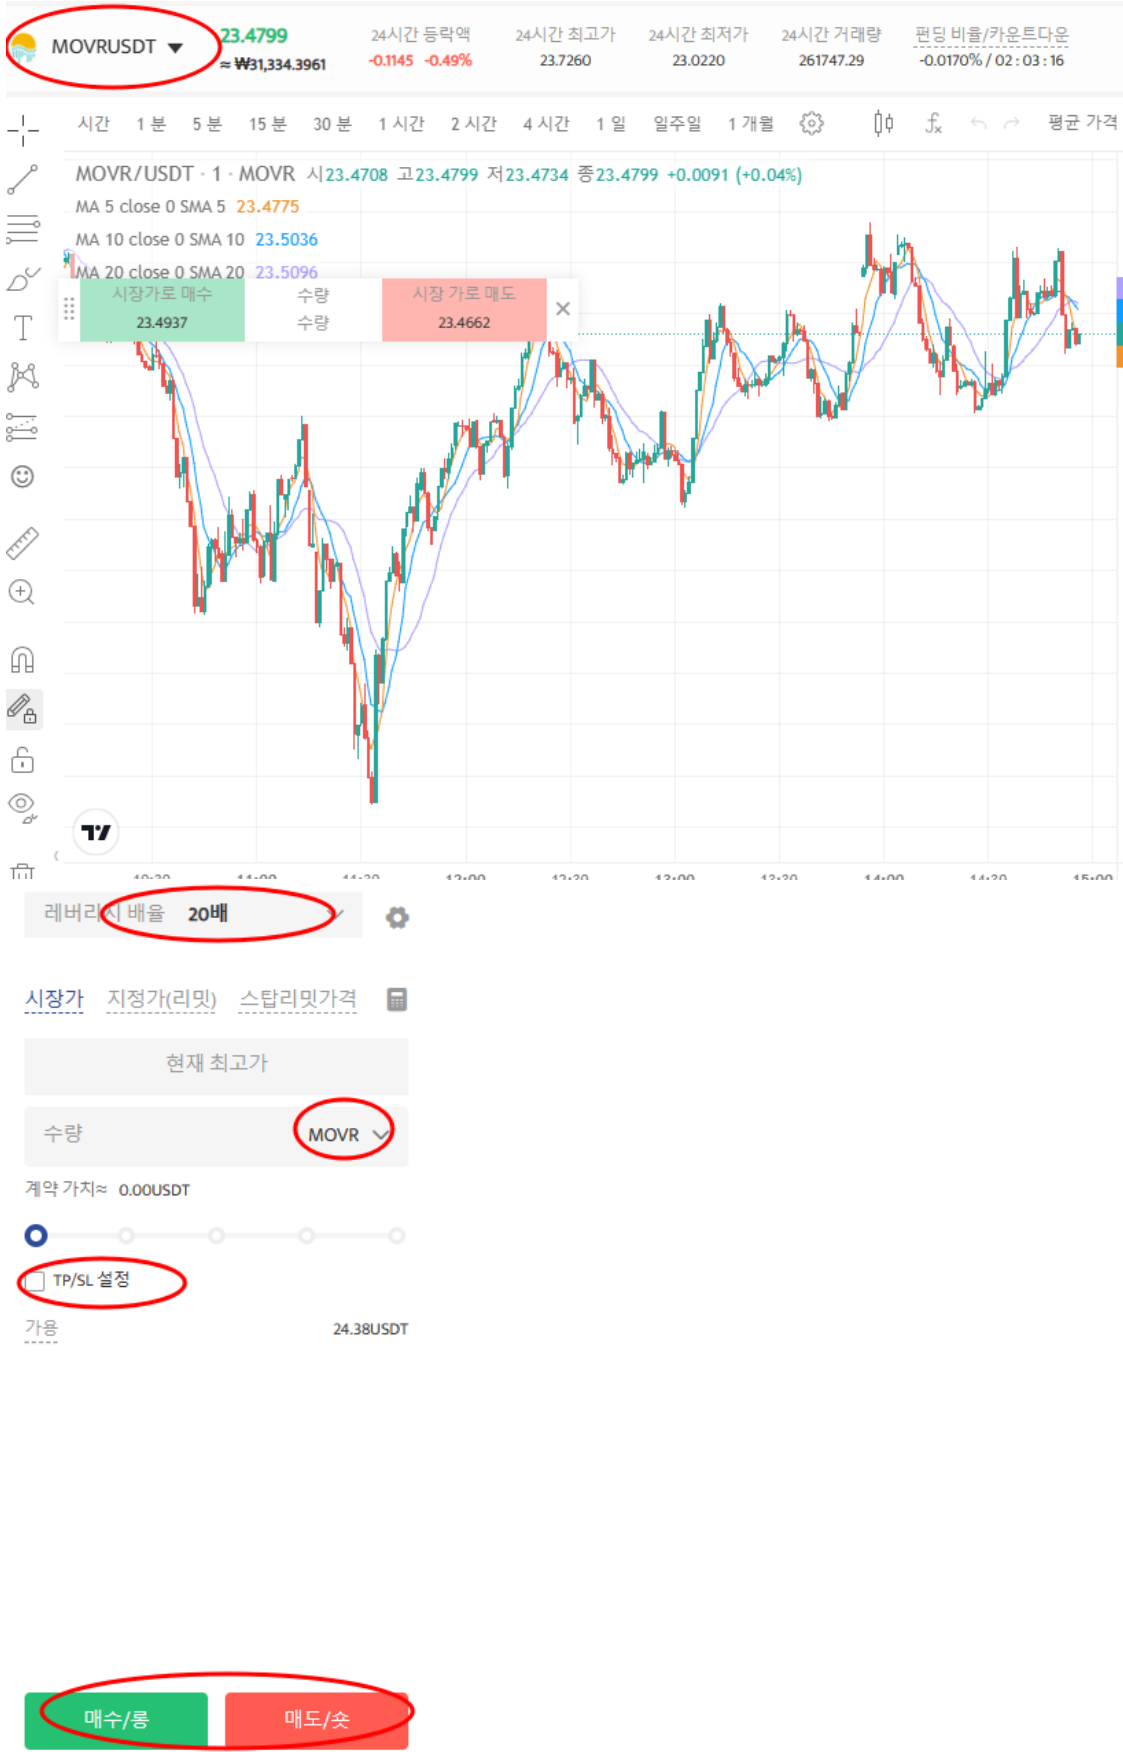 MOVRUSDT
23.4799
≈ ₩31,334.3961
24시간 등락액
-0.1145 -0.49%
24시간 최고가
23.7260
24시간 최저가
23.0220
24시간 거래량
261747.29
펀딩 비율/카운트다운
-0.0170% / 02 : 03 : 16
시간 1 분 5 분 15 분 30 분 1 시간 2 시간 4 시간 1 일 일주일 1 개월 평균 가격
MOVR/USDT · 1 · MOVR 시23.4708 고23.4799 저23.4734 종23.4799 +0.0091 (+0.04%)
MA 5 close 0 SMA 5 23.4775
MA 10 close 0 SMA 10 23.5036
MA 20 close 0 SMA 20 23.5096
시장가로 매수 수량 시장 가로 매도
23.4937 수량 23.4662
10:30 11:00 11:30 12:00 12:30 13:00 13:30 14:00 14:30 15:00
레버리지 배율 20배
시장가 지정가(리밋) 스탑리밋가격
현재 최고가
수량 MOVR
계약 가치≈ 0.00USDT
TP/SL 설정
가용 24.38USDT
매수/롱 매도/숏